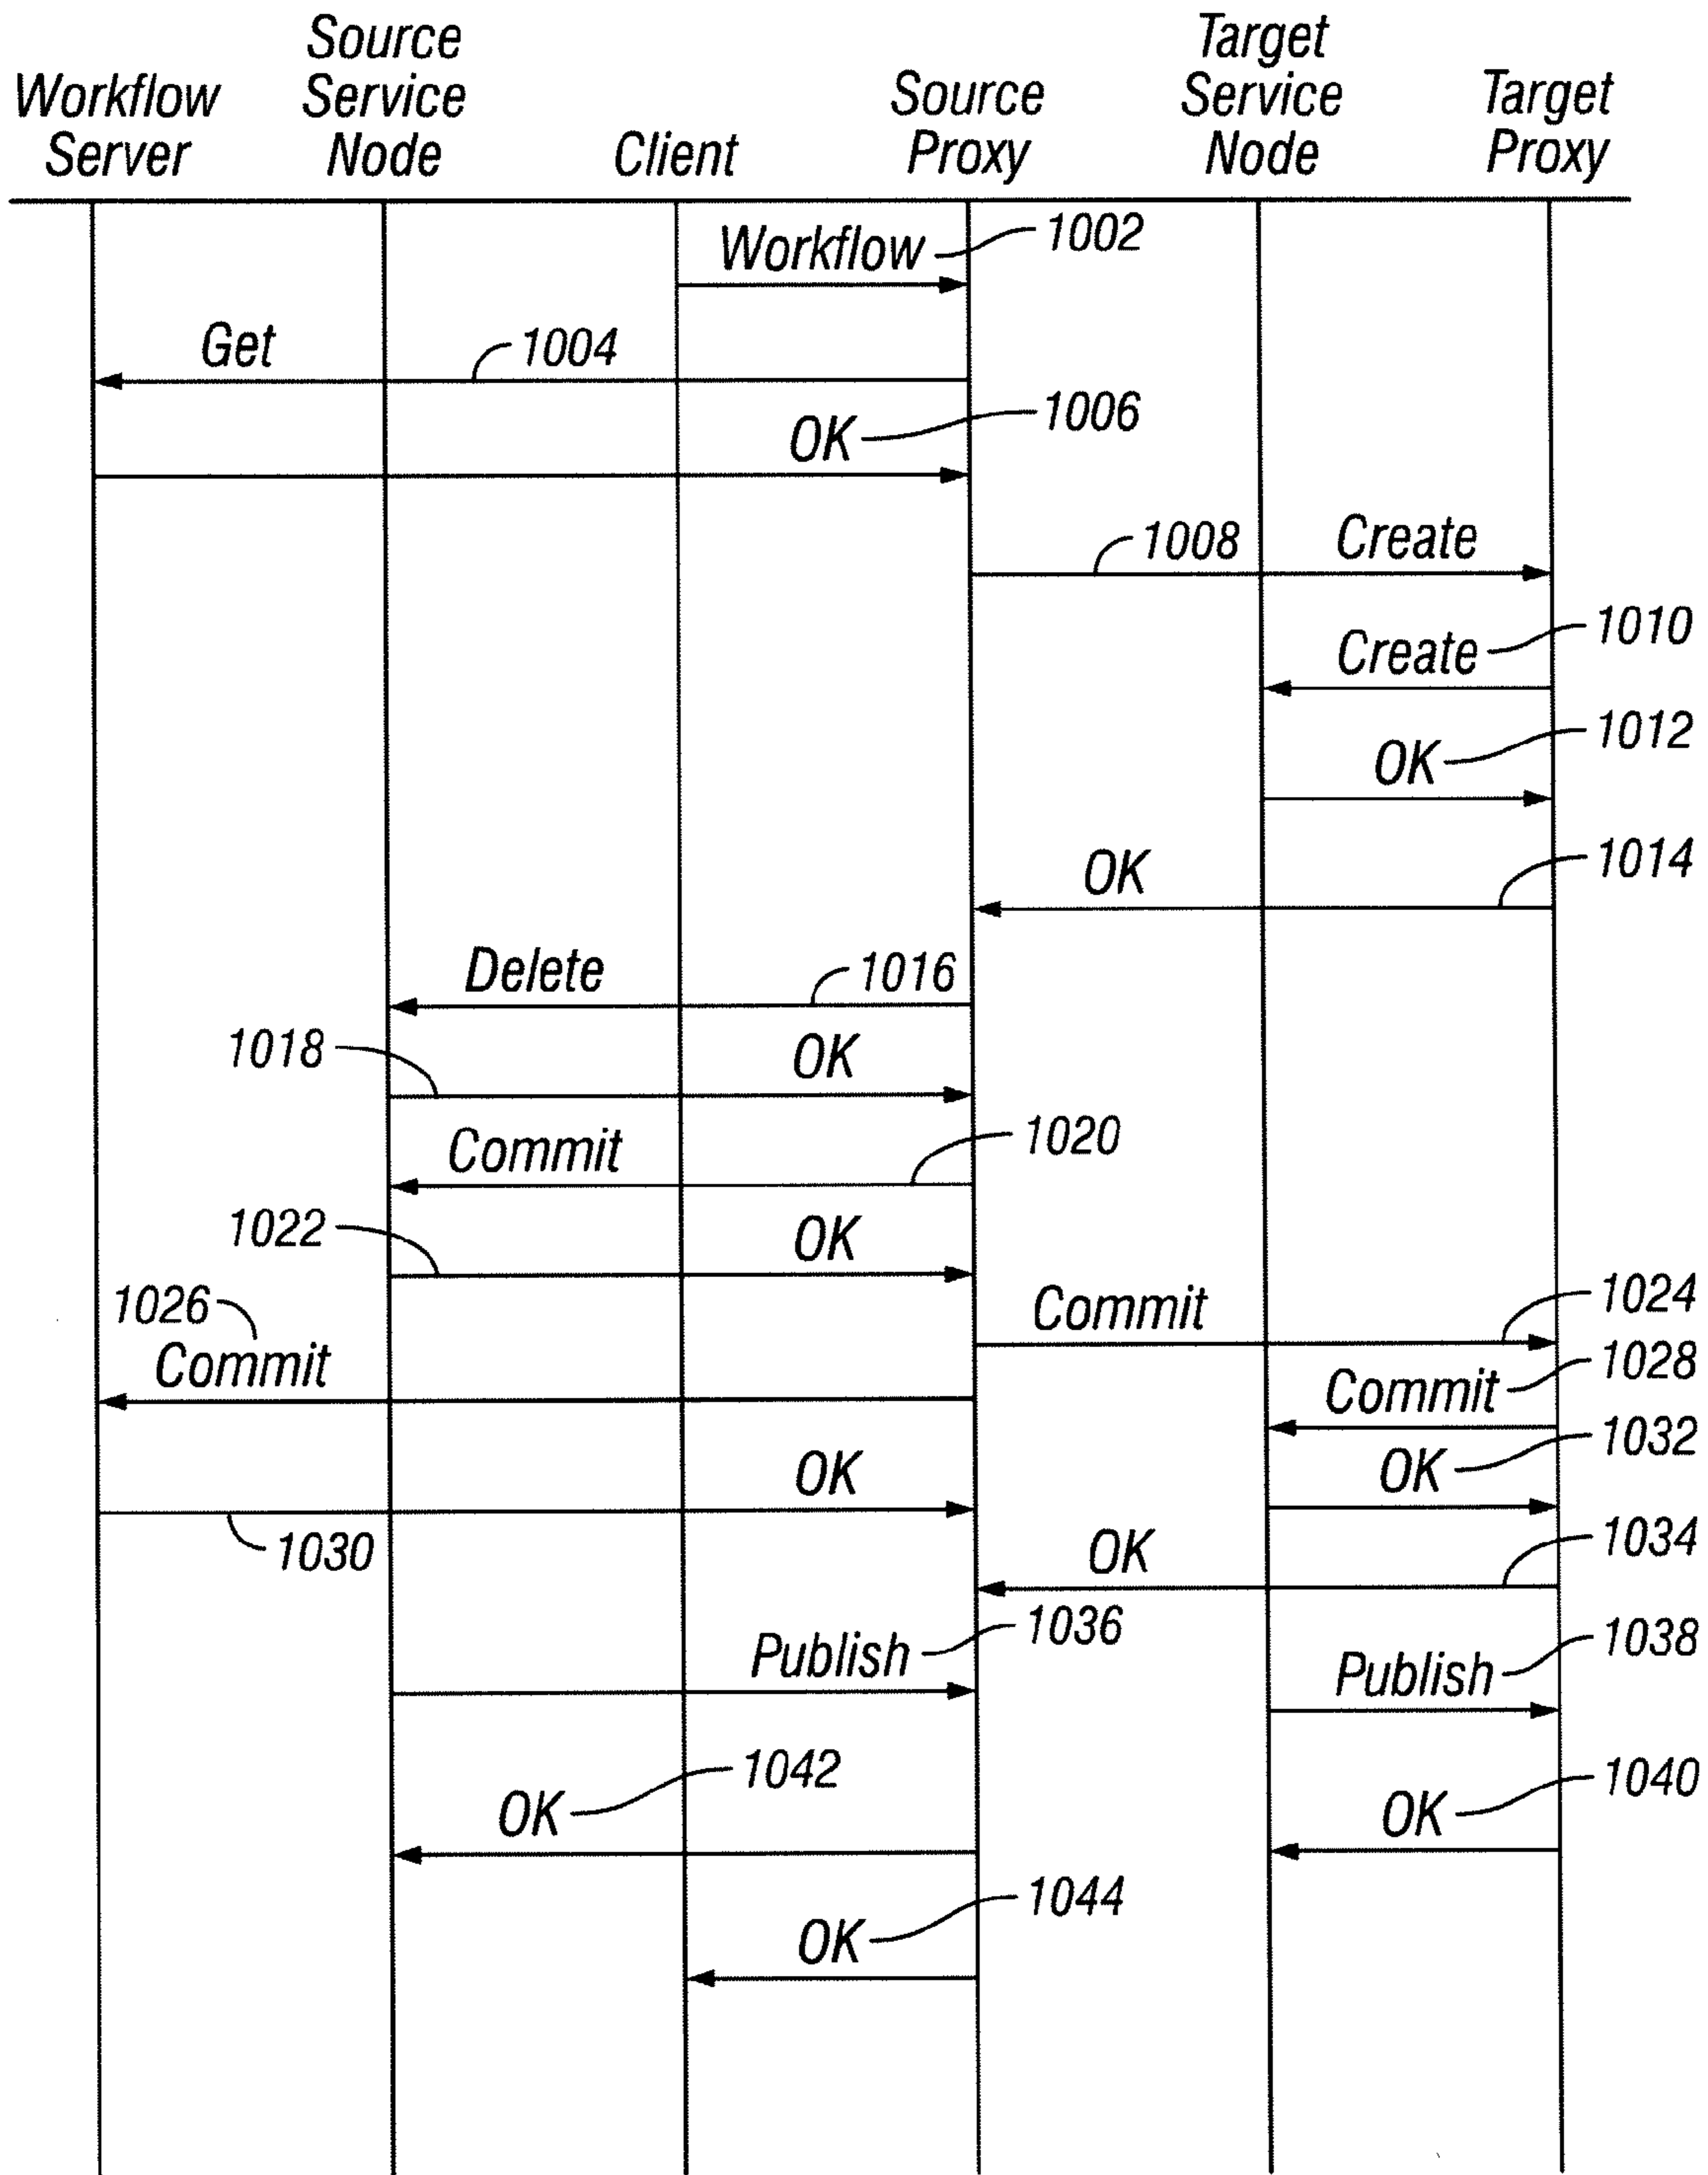 Workflow
Server
Source
Service
Node
Client
Source
Proxy
Target
Service
Node
Target
Proxy
Workflow
1002
Get
1004
OK
1006
1008
Create
Create
1010
OK
1012
OK
1014
Delete
1016
1018
OK
Commit
1020
1022
OK
1026
Commit
Commit
1024
Commit
1028
OK
1030
OK
1032
OK
1034
Publish
1036
Publish
1038
OK
1042
OK
1040
OK
1044